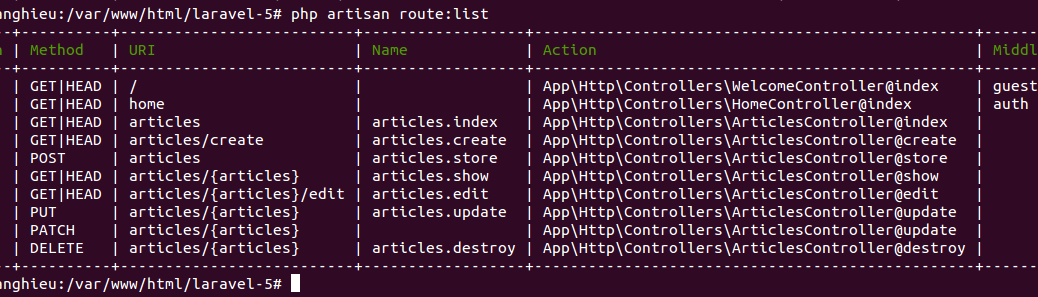 anghieu:/var/www/html/laravel-5# php artisan route:list
--+----------+--------------------------+------------------+-------------------------------------------------+------
n | Method   | URI                      | Name             | Action                                          | Middl
--+----------+--------------------------+------------------+-------------------------------------------------+------
  | GET|HEAD | /                        |                  | App\Http\Controllers\WelcomeController@index    | guest
  | GET|HEAD | home                     |                  | App\Http\Controllers\HomeController@index       | auth
  | GET|HEAD | articles                 | articles.index   | App\Http\Controllers\ArticlesController@index   |
  | GET|HEAD | articles/create          | articles.create  | App\Http\Controllers\ArticlesController@create  |
  | POST     | articles                 | articles.store   | App\Http\Controllers\ArticlesController@store   |
  | GET|HEAD | articles/{articles}      | articles.show    | App\Http\Controllers\ArticlesController@show    |
  | GET|HEAD | articles/{articles}/edit | articles.edit    | App\Http\Controllers\ArticlesController@edit    |
  | PUT      | articles/{articles}      | articles.update  | App\Http\Controllers\ArticlesController@update  |
  | PATCH    | articles/{articles}      |                  | App\Http\Controllers\ArticlesController@update  |
  | DELETE   | articles/{articles}      | articles.destroy | App\Http\Controllers\ArticlesController@destroy |
--+----------+--------------------------+------------------+-------------------------------------------------+------
anghieu:/var/www/html/laravel-5#